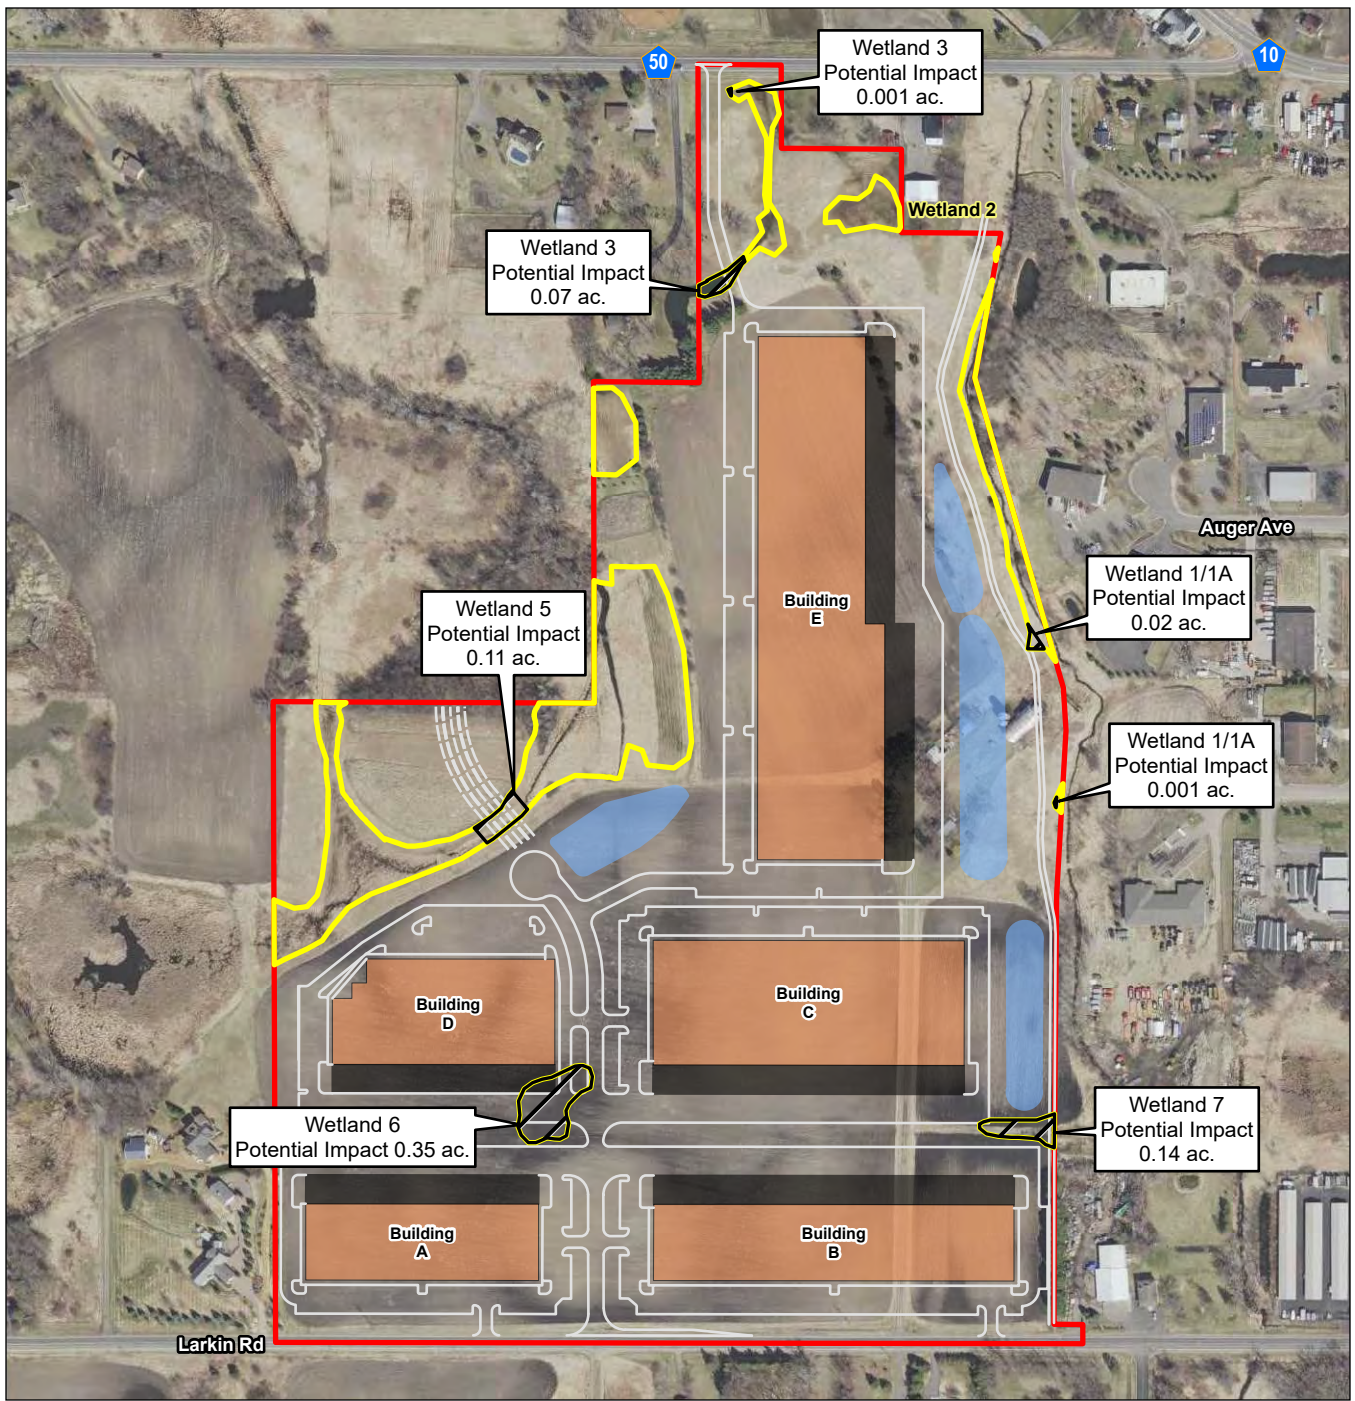 50
10
Wetland 3
Potential Impact
0.001 ac.
Wetland 2
Wetland 3
Potential Impact
0.07 ac.
Auger Ave
Wetland 1/1A
Potential Impact
0.02 ac.
Building
E
Wetland 5
Potential Impact
0.11 ac.
Wetland 1/1A
Potential Impact
0.001 ac.
Building
D
Building
C
Wetland 6
Potential Impact 0.35 ac.
Wetland 7
Potential Impact
0.14 ac.
Building
A
Building
B
Larkin Rd